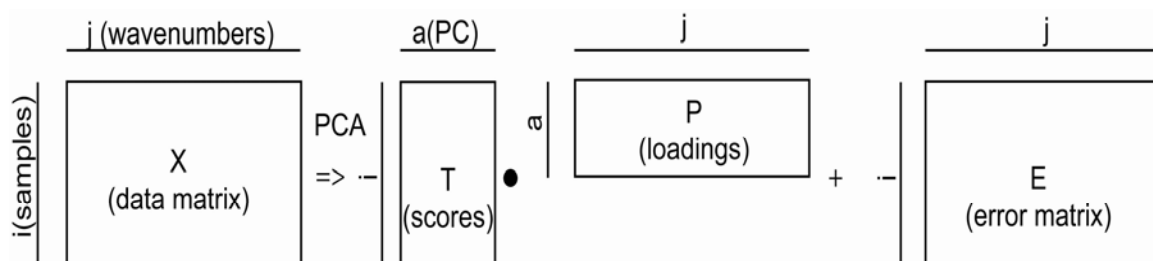 j (wavenumbers)
a(PC)
j
j
i(samples)
X
(data matrix)
PCA
=>
i
T
(scores)
●
a
P
(loadings)
+
i
E
(error matrix)